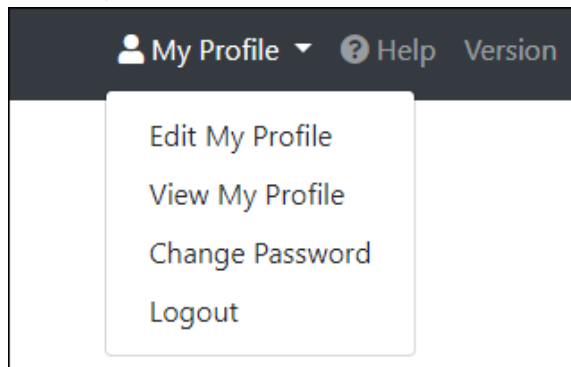 My Profile Help Version
Edit My Profile
View My Profile
Change Password
Logout